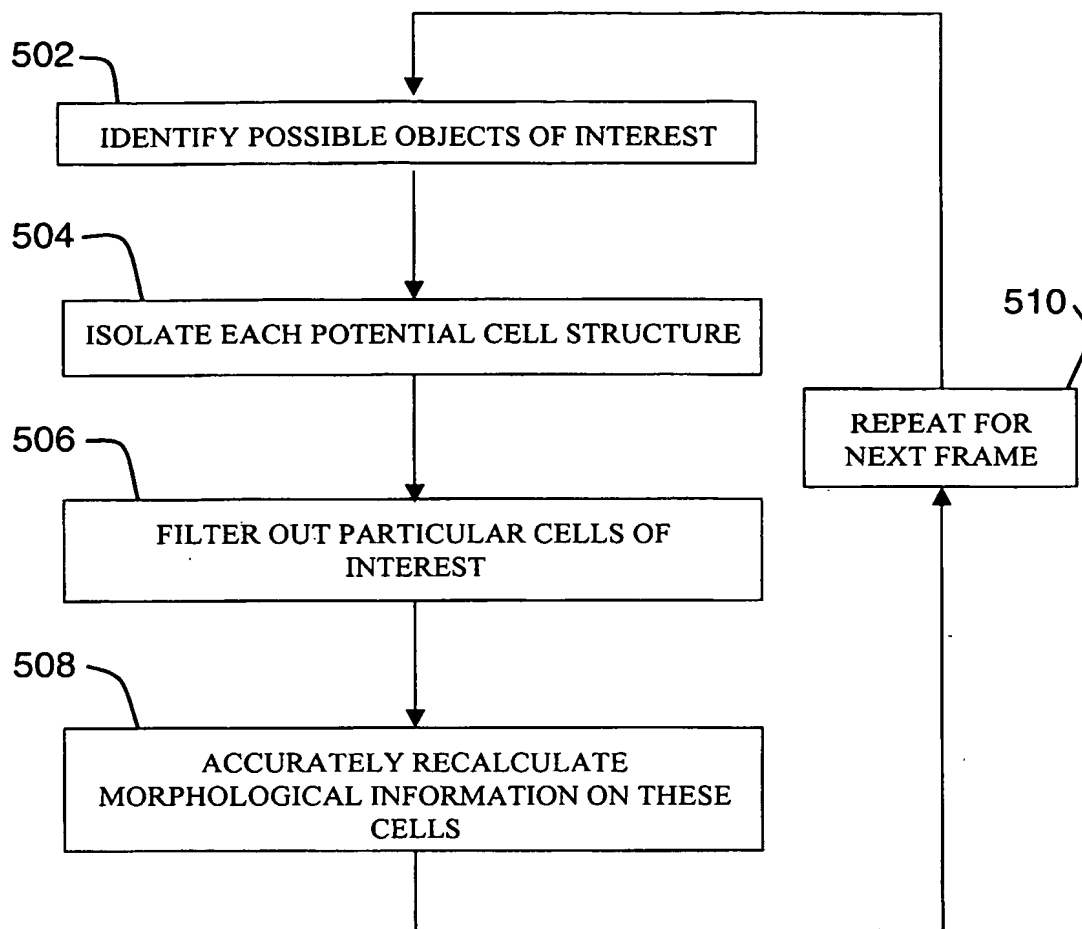 502
IDENTIFY POSSIBLE OBJECTS OF INTEREST
504
ISOLATE EACH POTENTIAL CELL STRUCTURE
510
REPEAT FOR
NEXT FRAME
506
FILTER OUT PARTICULAR CELLS OF
INTEREST
508
ACCURATELY RECALCULATE
MORPHOLOGICAL INFORMATION ON THESE
CELLS